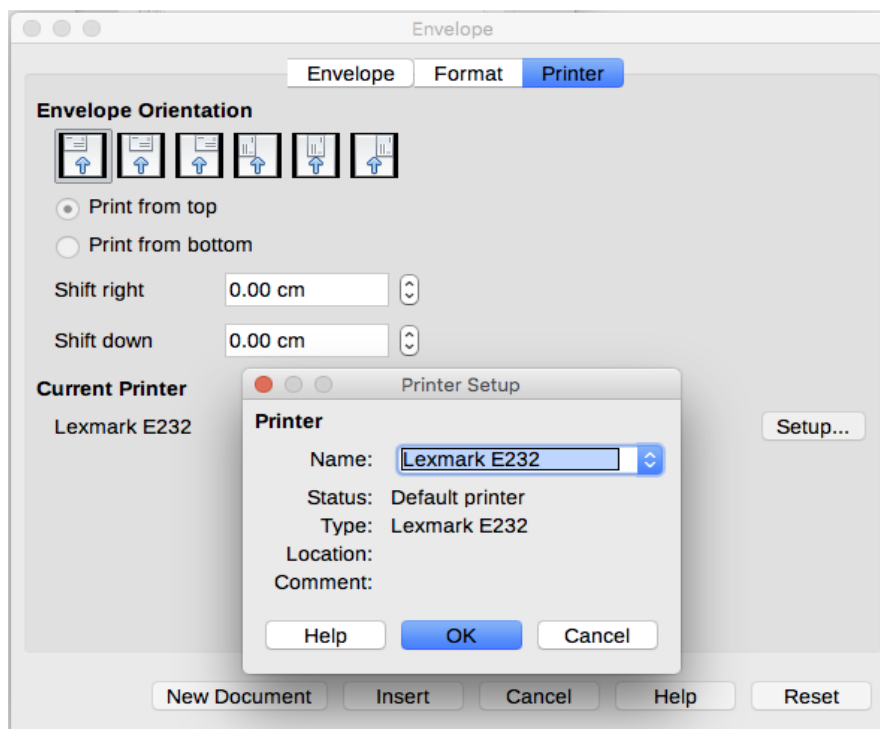 Envelope
Envelope Format Printer
Envelope Orientation
Print from top
Print from bottom
Shift right 0.00 cm
Shift down 0.00 cm
Current Printer
Lexmark E232 Setup...
Printer Setup
Printer
Name: Lexmark E232
Status: Default printer
Type: Lexmark E232
Location:
Comment:
Help OK Cancel
New Document Insert Cancel Help Reset